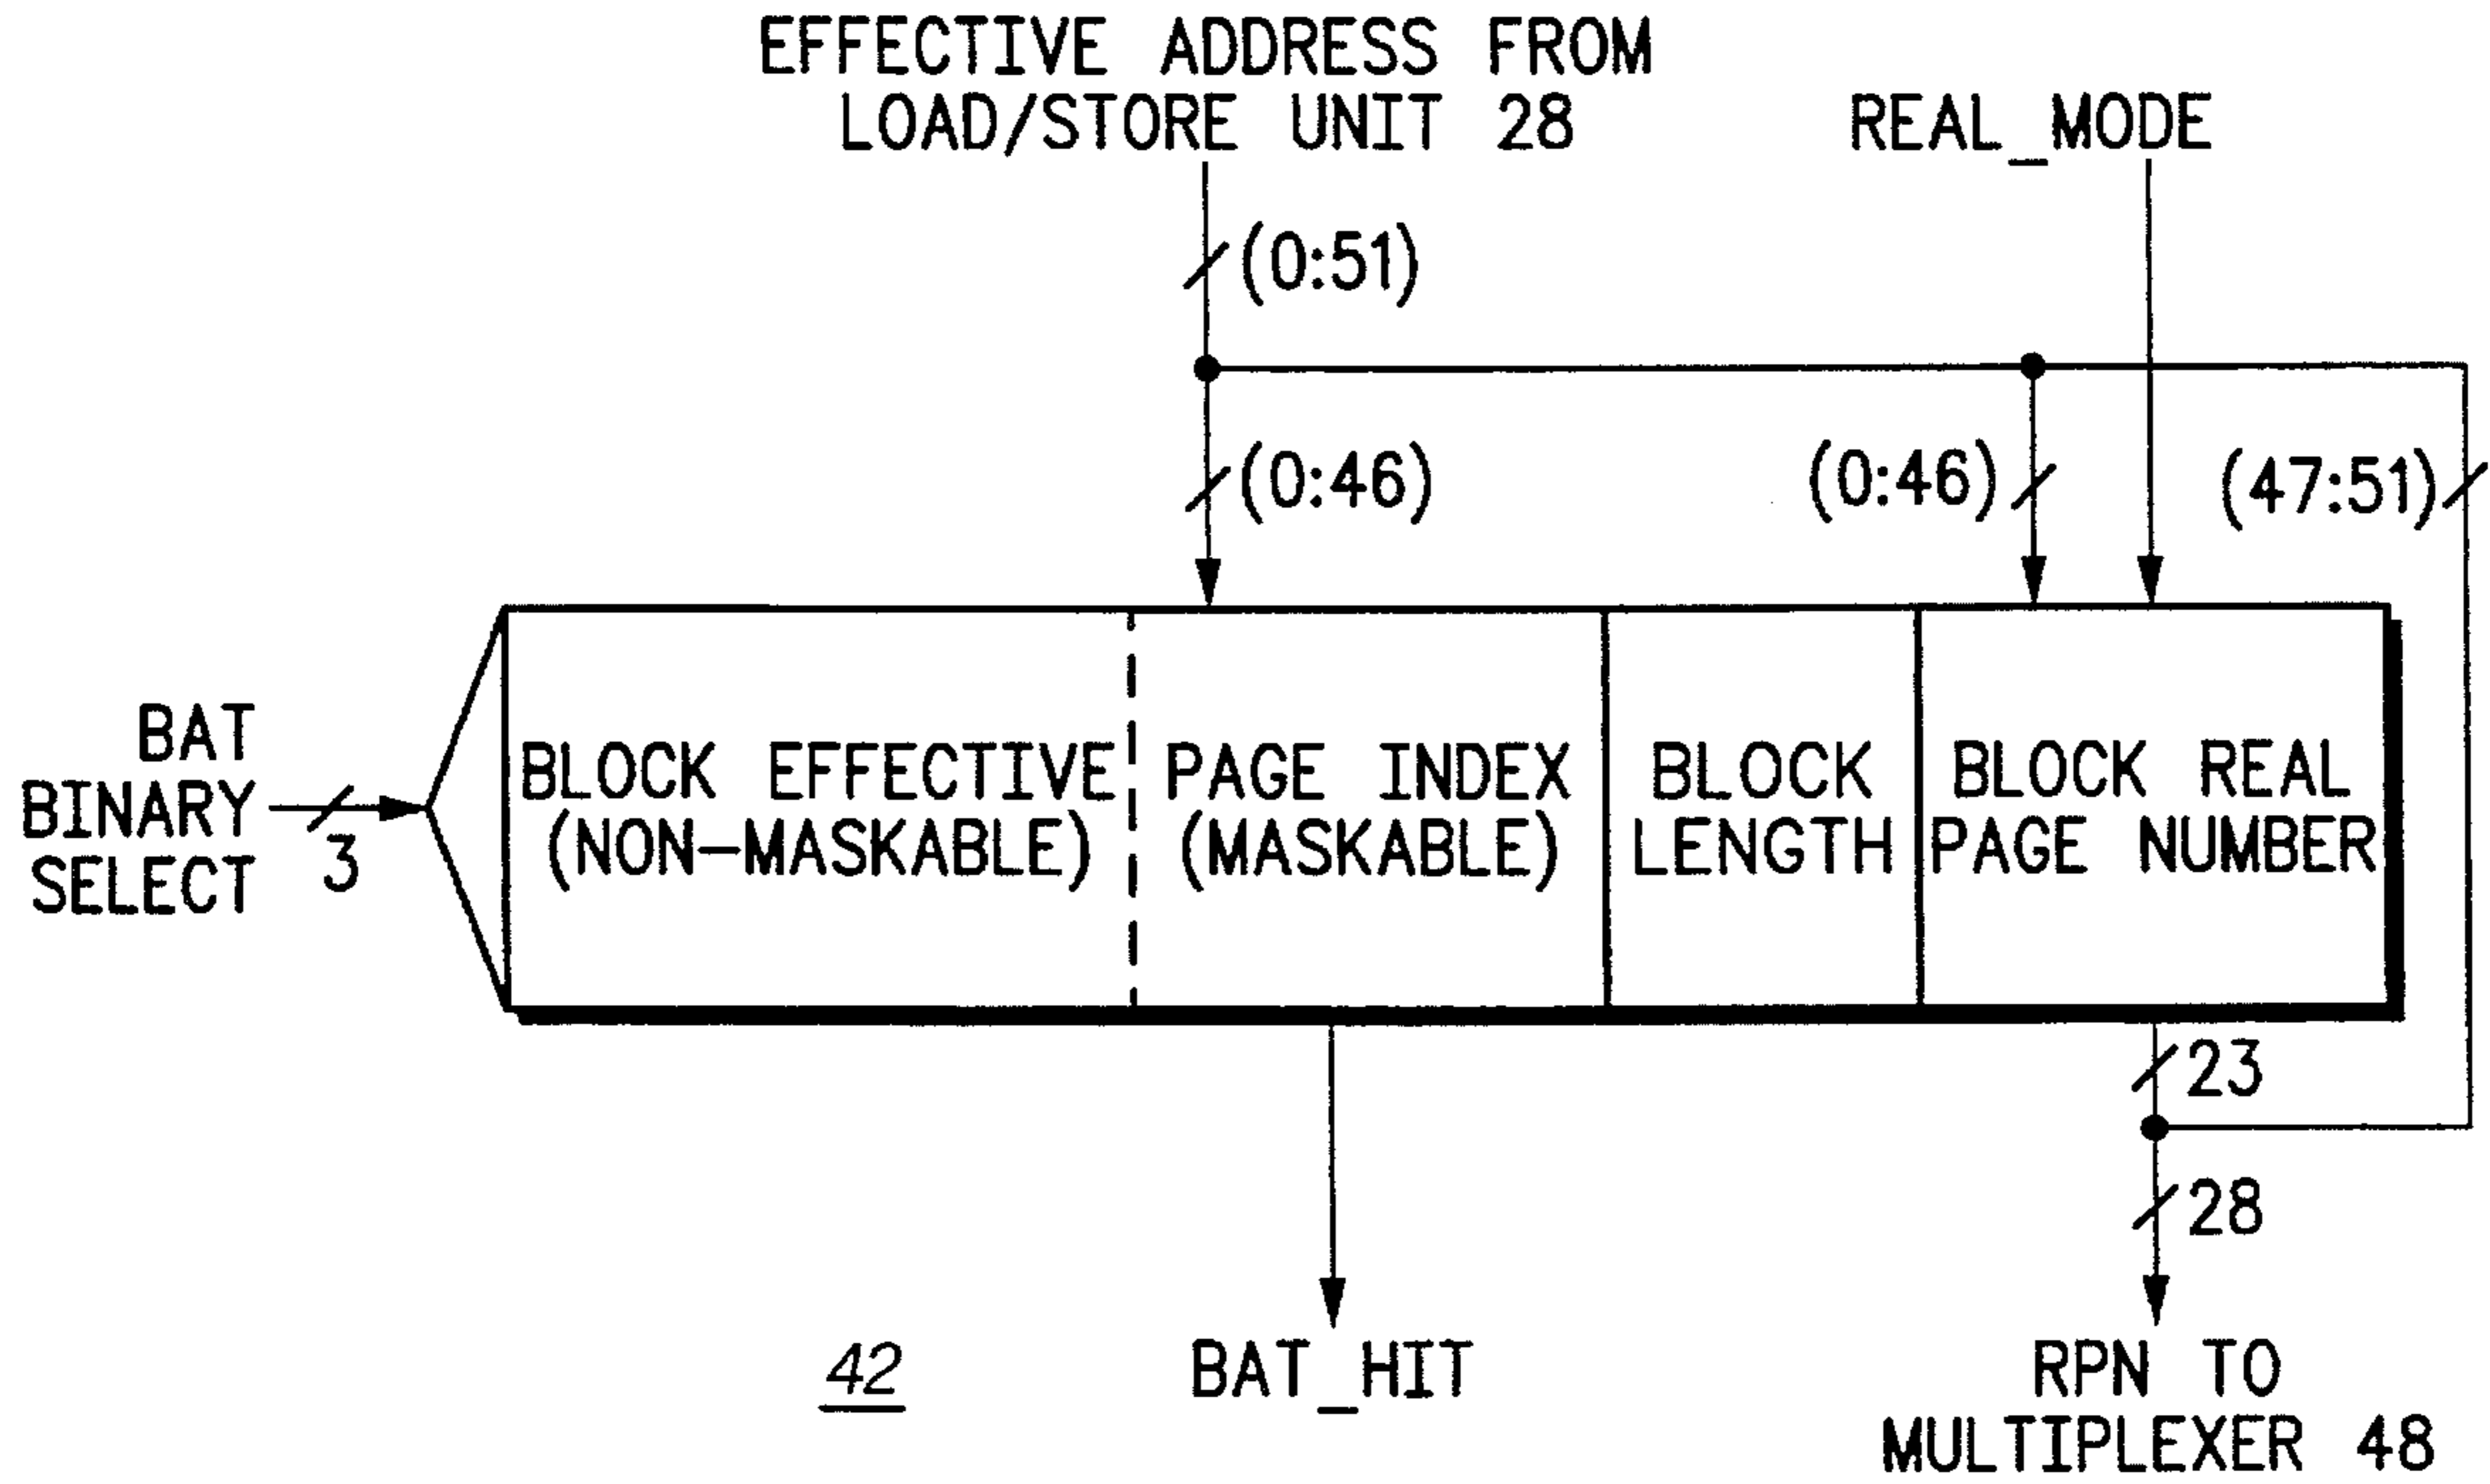 EFFECTIVE ADDRESS FROM
LOAD/STORE UNIT 28
REAL_MODE
(0:51)
(0:46)
(0:46)
(47:51)
BAT
BINARY
SELECT
3
BLOCK EFFECTIVE
(NON-MASKABLE)
PAGE INDEX
(MASKABLE)
BLOCK
LENGTH
BLOCK REAL
PAGE NUMBER
23
28
42
BAT_HIT
RPN TO
MULTIPLEXER 48